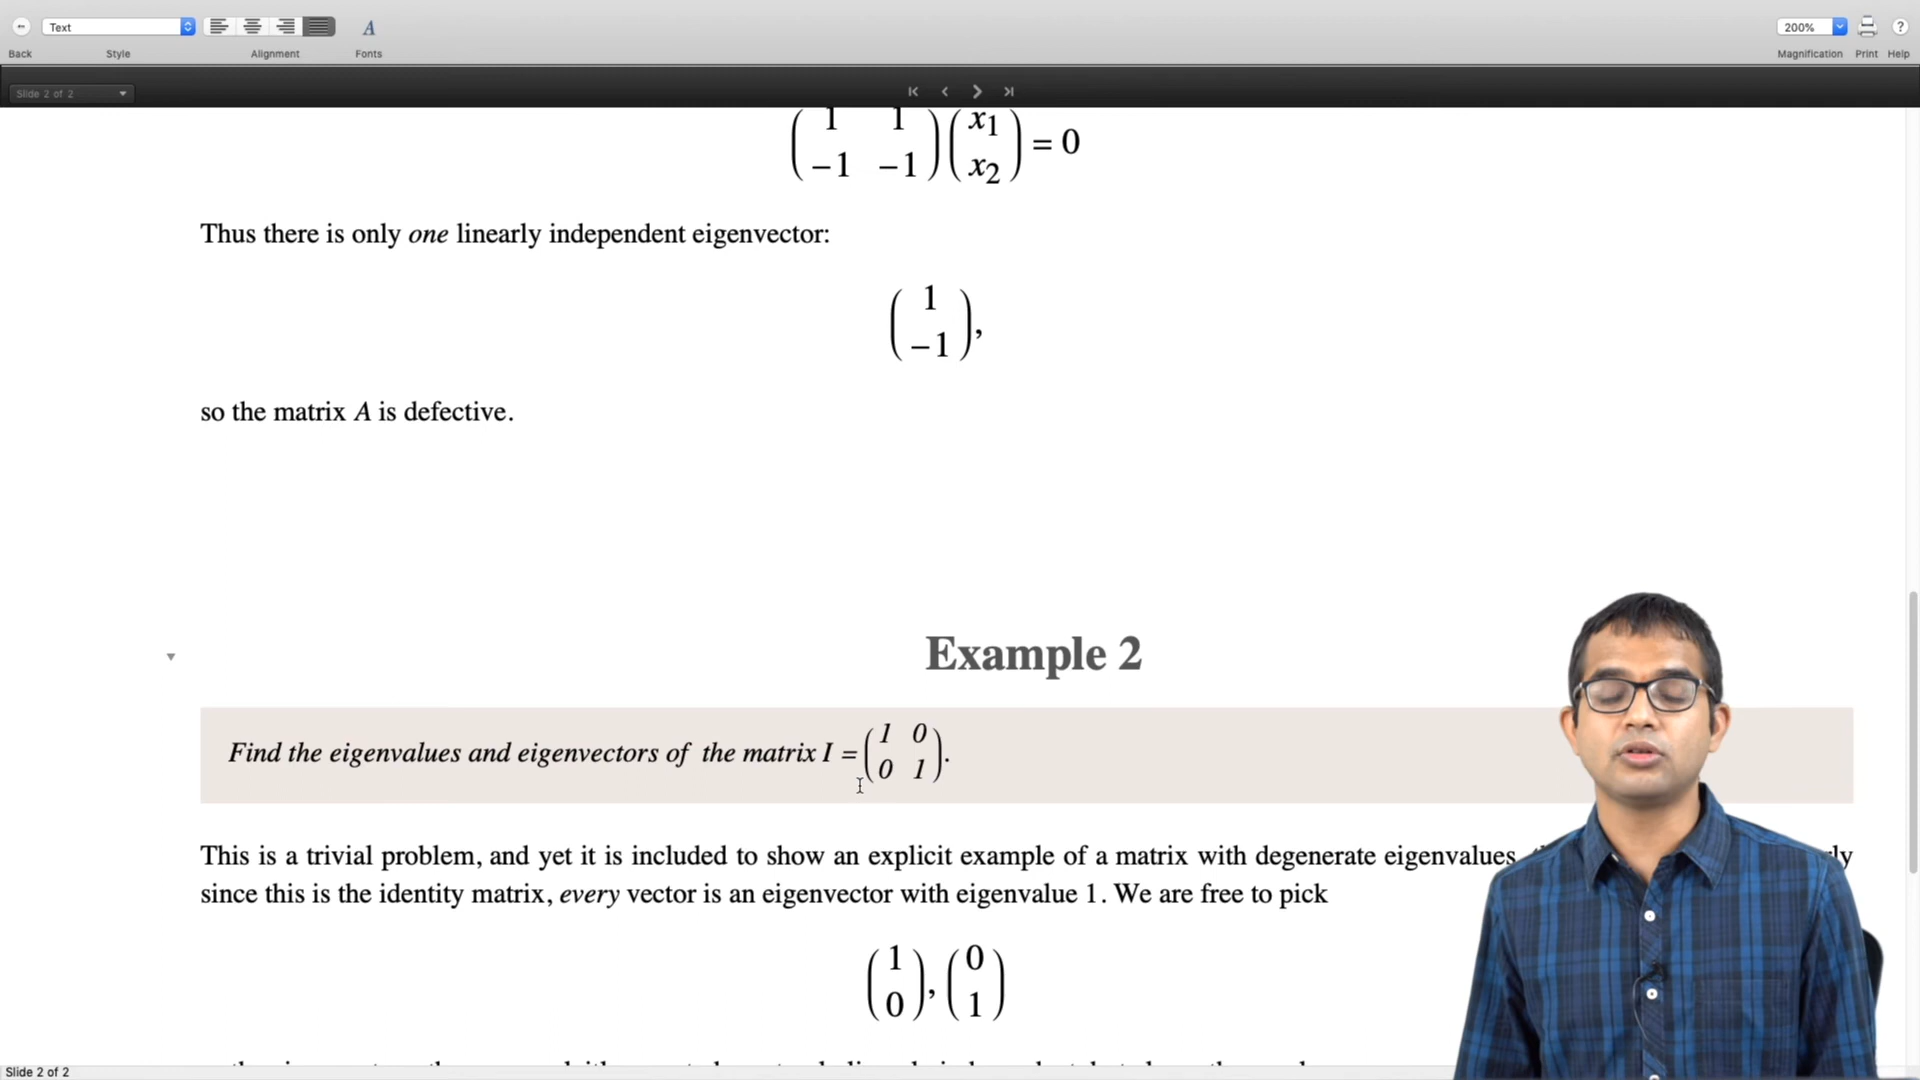 Text
Back Style Alignment Fonts
200%
Magnification Print Help
Slide 2 of 2
( 1 1 ) ( x1 )
( −1 −1 ) ( x2 ) = 0
Thus there is only one linearly independent eigenvector:
( 1 )
( −1 ),
so the matrix A is defective.
Example 2
Find the eigenvalues and eigenvectors of the matrix I = ( 1 0
0 1 ).
This is a trivial problem, and yet it is included to show an explicit example of a matrix with degenerate eigenvalues,
since this is the identity matrix, every vector is an eigenvector with eigenvalue 1. We are free to pick
( 1 ) , ( 0 )
( 0 ) ( 1 )
Slide 2 of 2